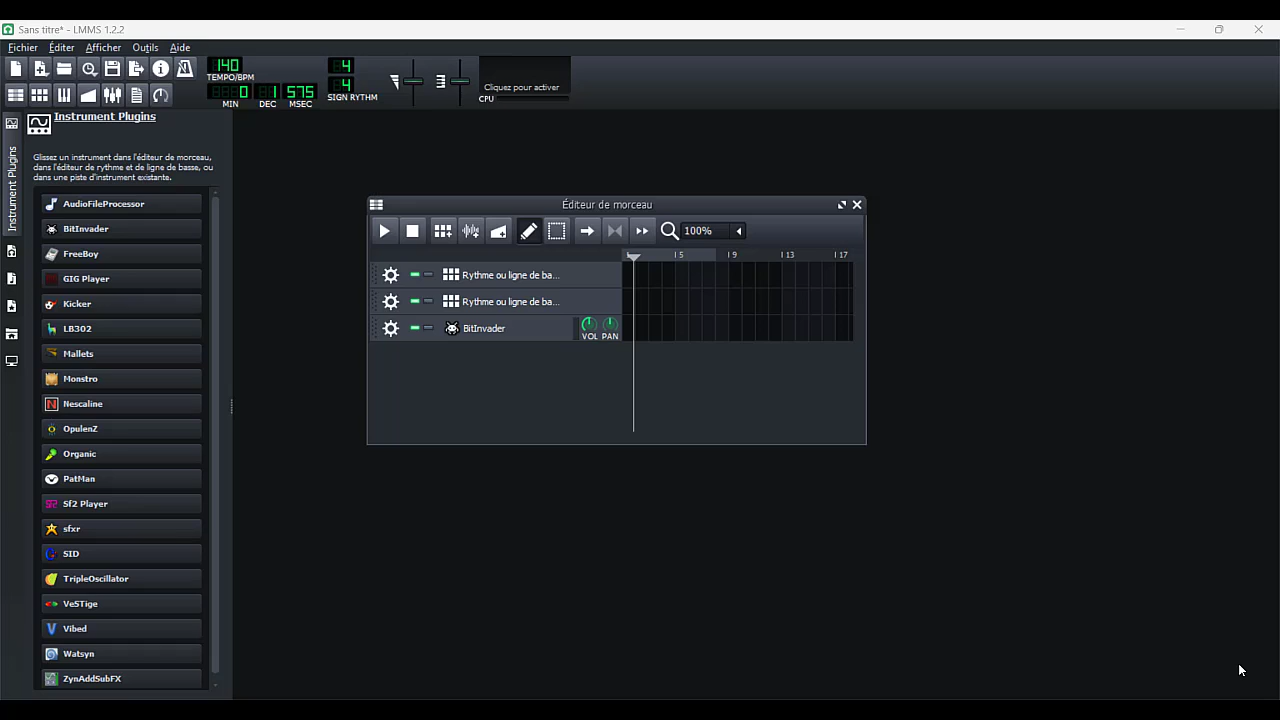 Sans titre* - LMMS 1.2.2
Fichier Éditer Afficher Outils Aide
140
TEMPO/BPM
0 1 575
MIN DEC MSEC
4
4
SIGN RYTHM
Cliquez pour activer
CPU
Instrument Plugins
Instrument Plugins
Glissez un instrument dans l'éditeur de morceau,
dans l'éditeur de rythme et de ligne de basse, ou
dans une piste d'instrument existante.
AudioFileProcessor
BitInvader
FreeBoy
GIG Player
Kicker
LB302
Mallets
Monstro
Nescaline
OpulenZ
Organic
PatMan
Sf2 Player
sfxr
SID
TripleOscillator
VeSTige
Vibed
Watsyn
ZynAddSubFX
Éditeur de morceau
100%
5 9 13 17
Rythme ou ligne de ba...
Rythme ou ligne de ba...
BitInvader
VOL PAN